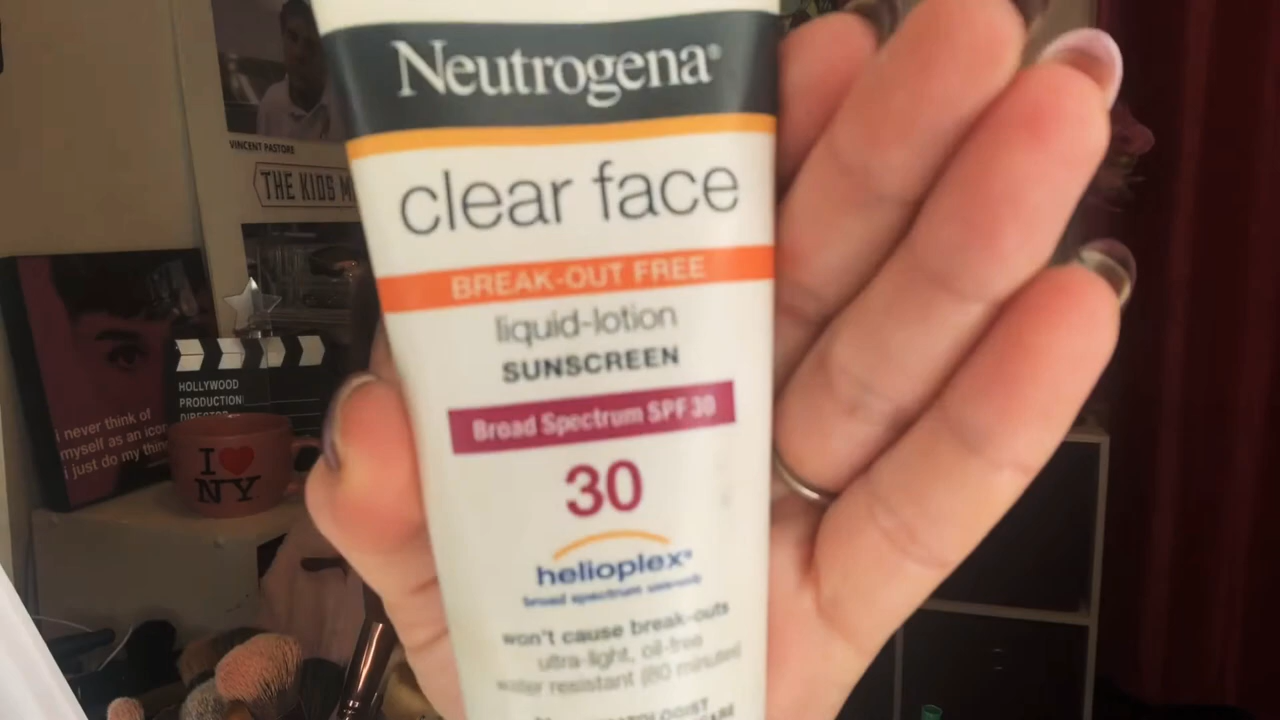 Neutrogena®
clear face
BREAK-OUT FREE
liquid-lotion
SUNSCREEN
Broad Spectrum SPF 30
30
helioplex®
broad spectrum
won't cause break-outs
ultra-light, oil-free
water resistant (80 minutes)
VINCENT PASTORE
THE KIDS M
i never think of
myself as an icon
i just do my thing
HOLLYWOOD
PRODUCTION
DIRECTOR
I ♥
NY